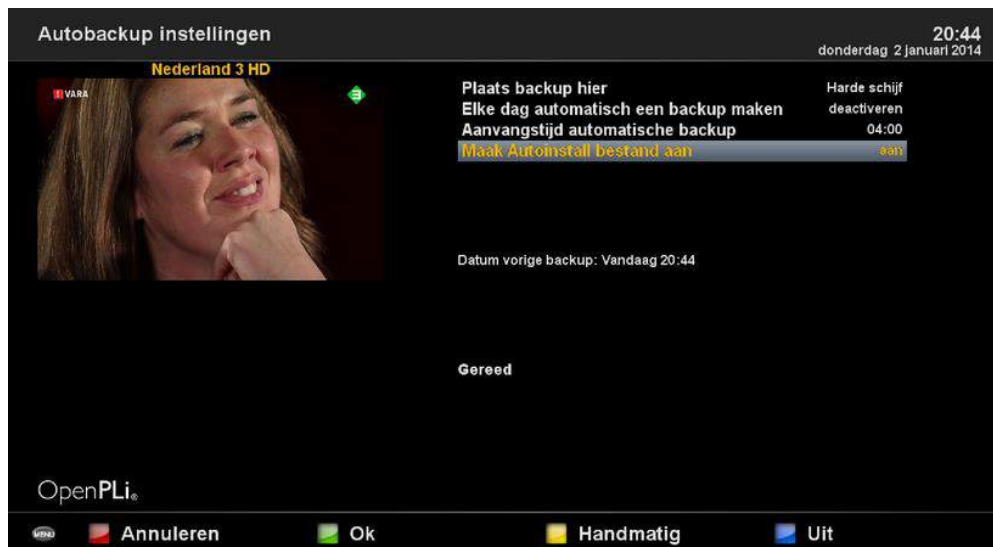 Autobackup instellingen
20:44
donderdag 2 januari 2014
Nederland 3 HD
VARA
3
Plaats backup hier Harde schijf
Elke dag automatisch een backup maken deactiveren
Aanvangstijd automatische backup 04:00
Maak Autoinstall bestand aan aan
Datum vorige backup: Vandaag 20:44
Gereed
OpenPLi®
MENU Annuleren Ok Handmatig Uit